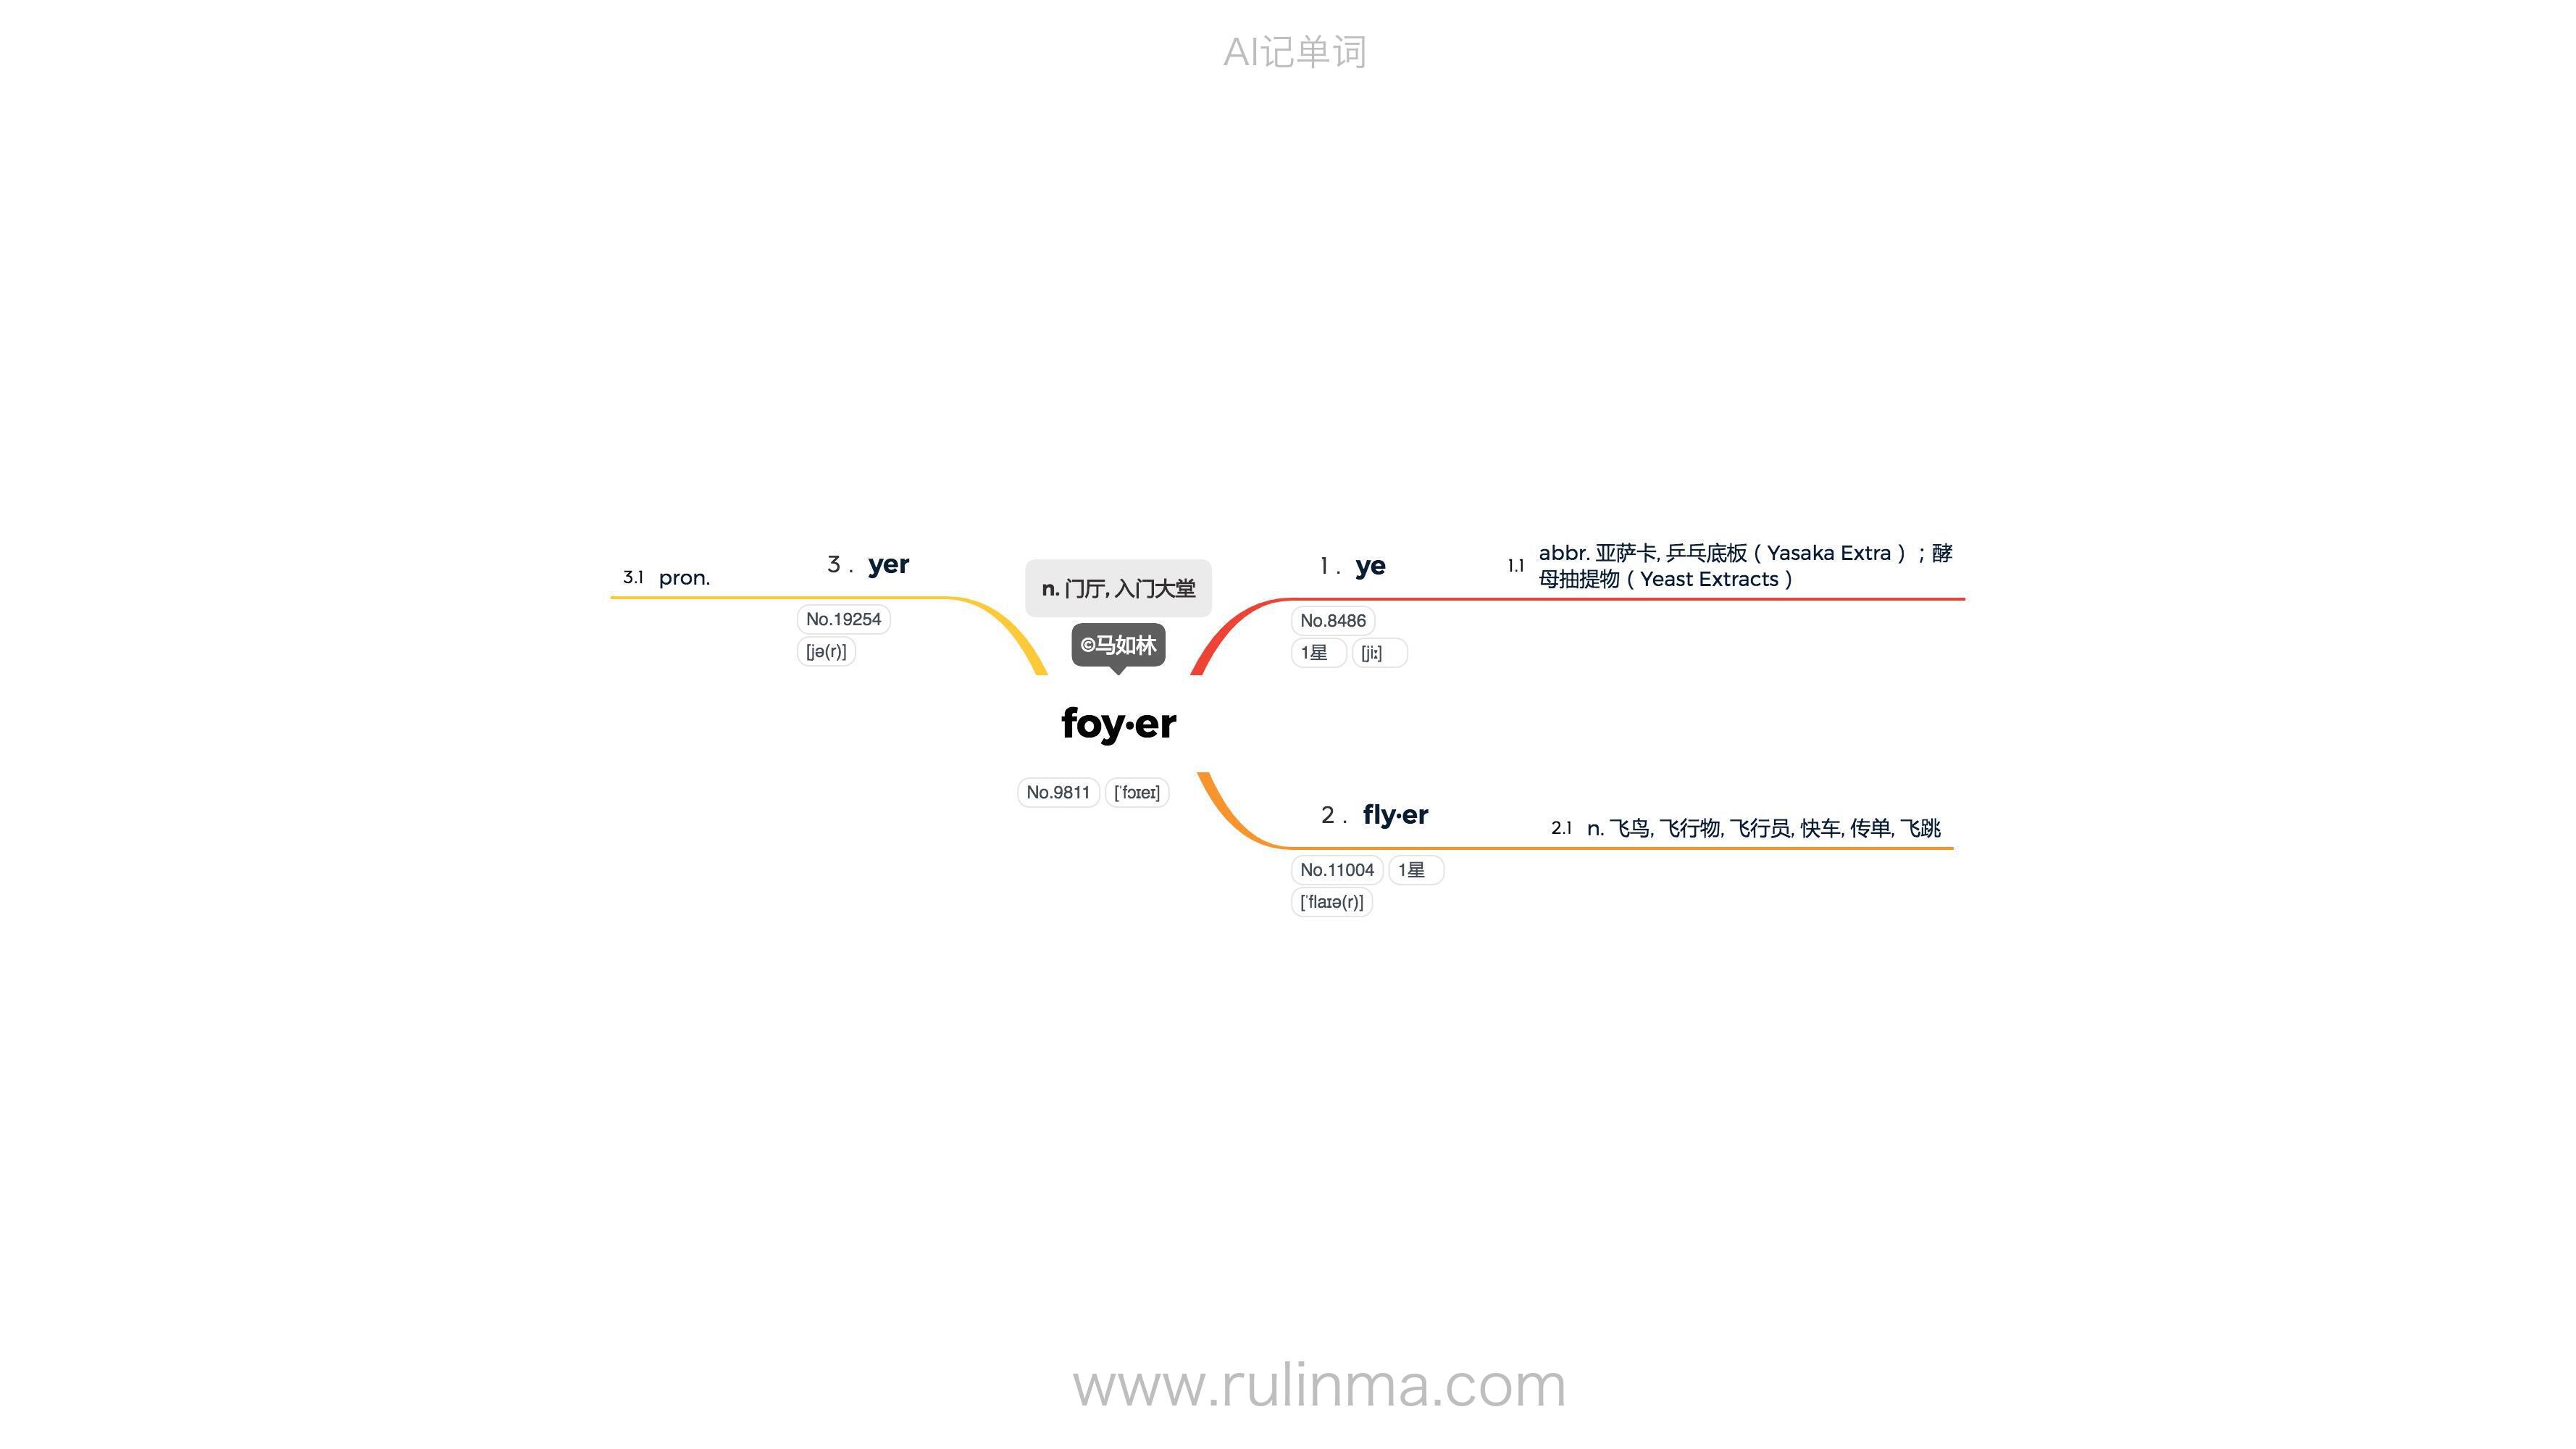 AI记单词
n. 门厅, 入门大堂
©马如林
foy·er
No.9811 [ˈfɔɪeɪ]
1 . ye
No.8486
1星 [jiː]
1.1 abbr. 亚萨卡, 乒乓底板（Yasaka Extra）；酵
母抽提物（Yeast Extracts）
2 . fly·er
No.11004 1星
[ˈflaɪə(r)]
2.1 n. 飞鸟, 飞行物, 飞行员, 快车, 传单, 飞跳
3 . yer
No.19254
[jə(r)]
3.1 pron.
www.rulinma.com